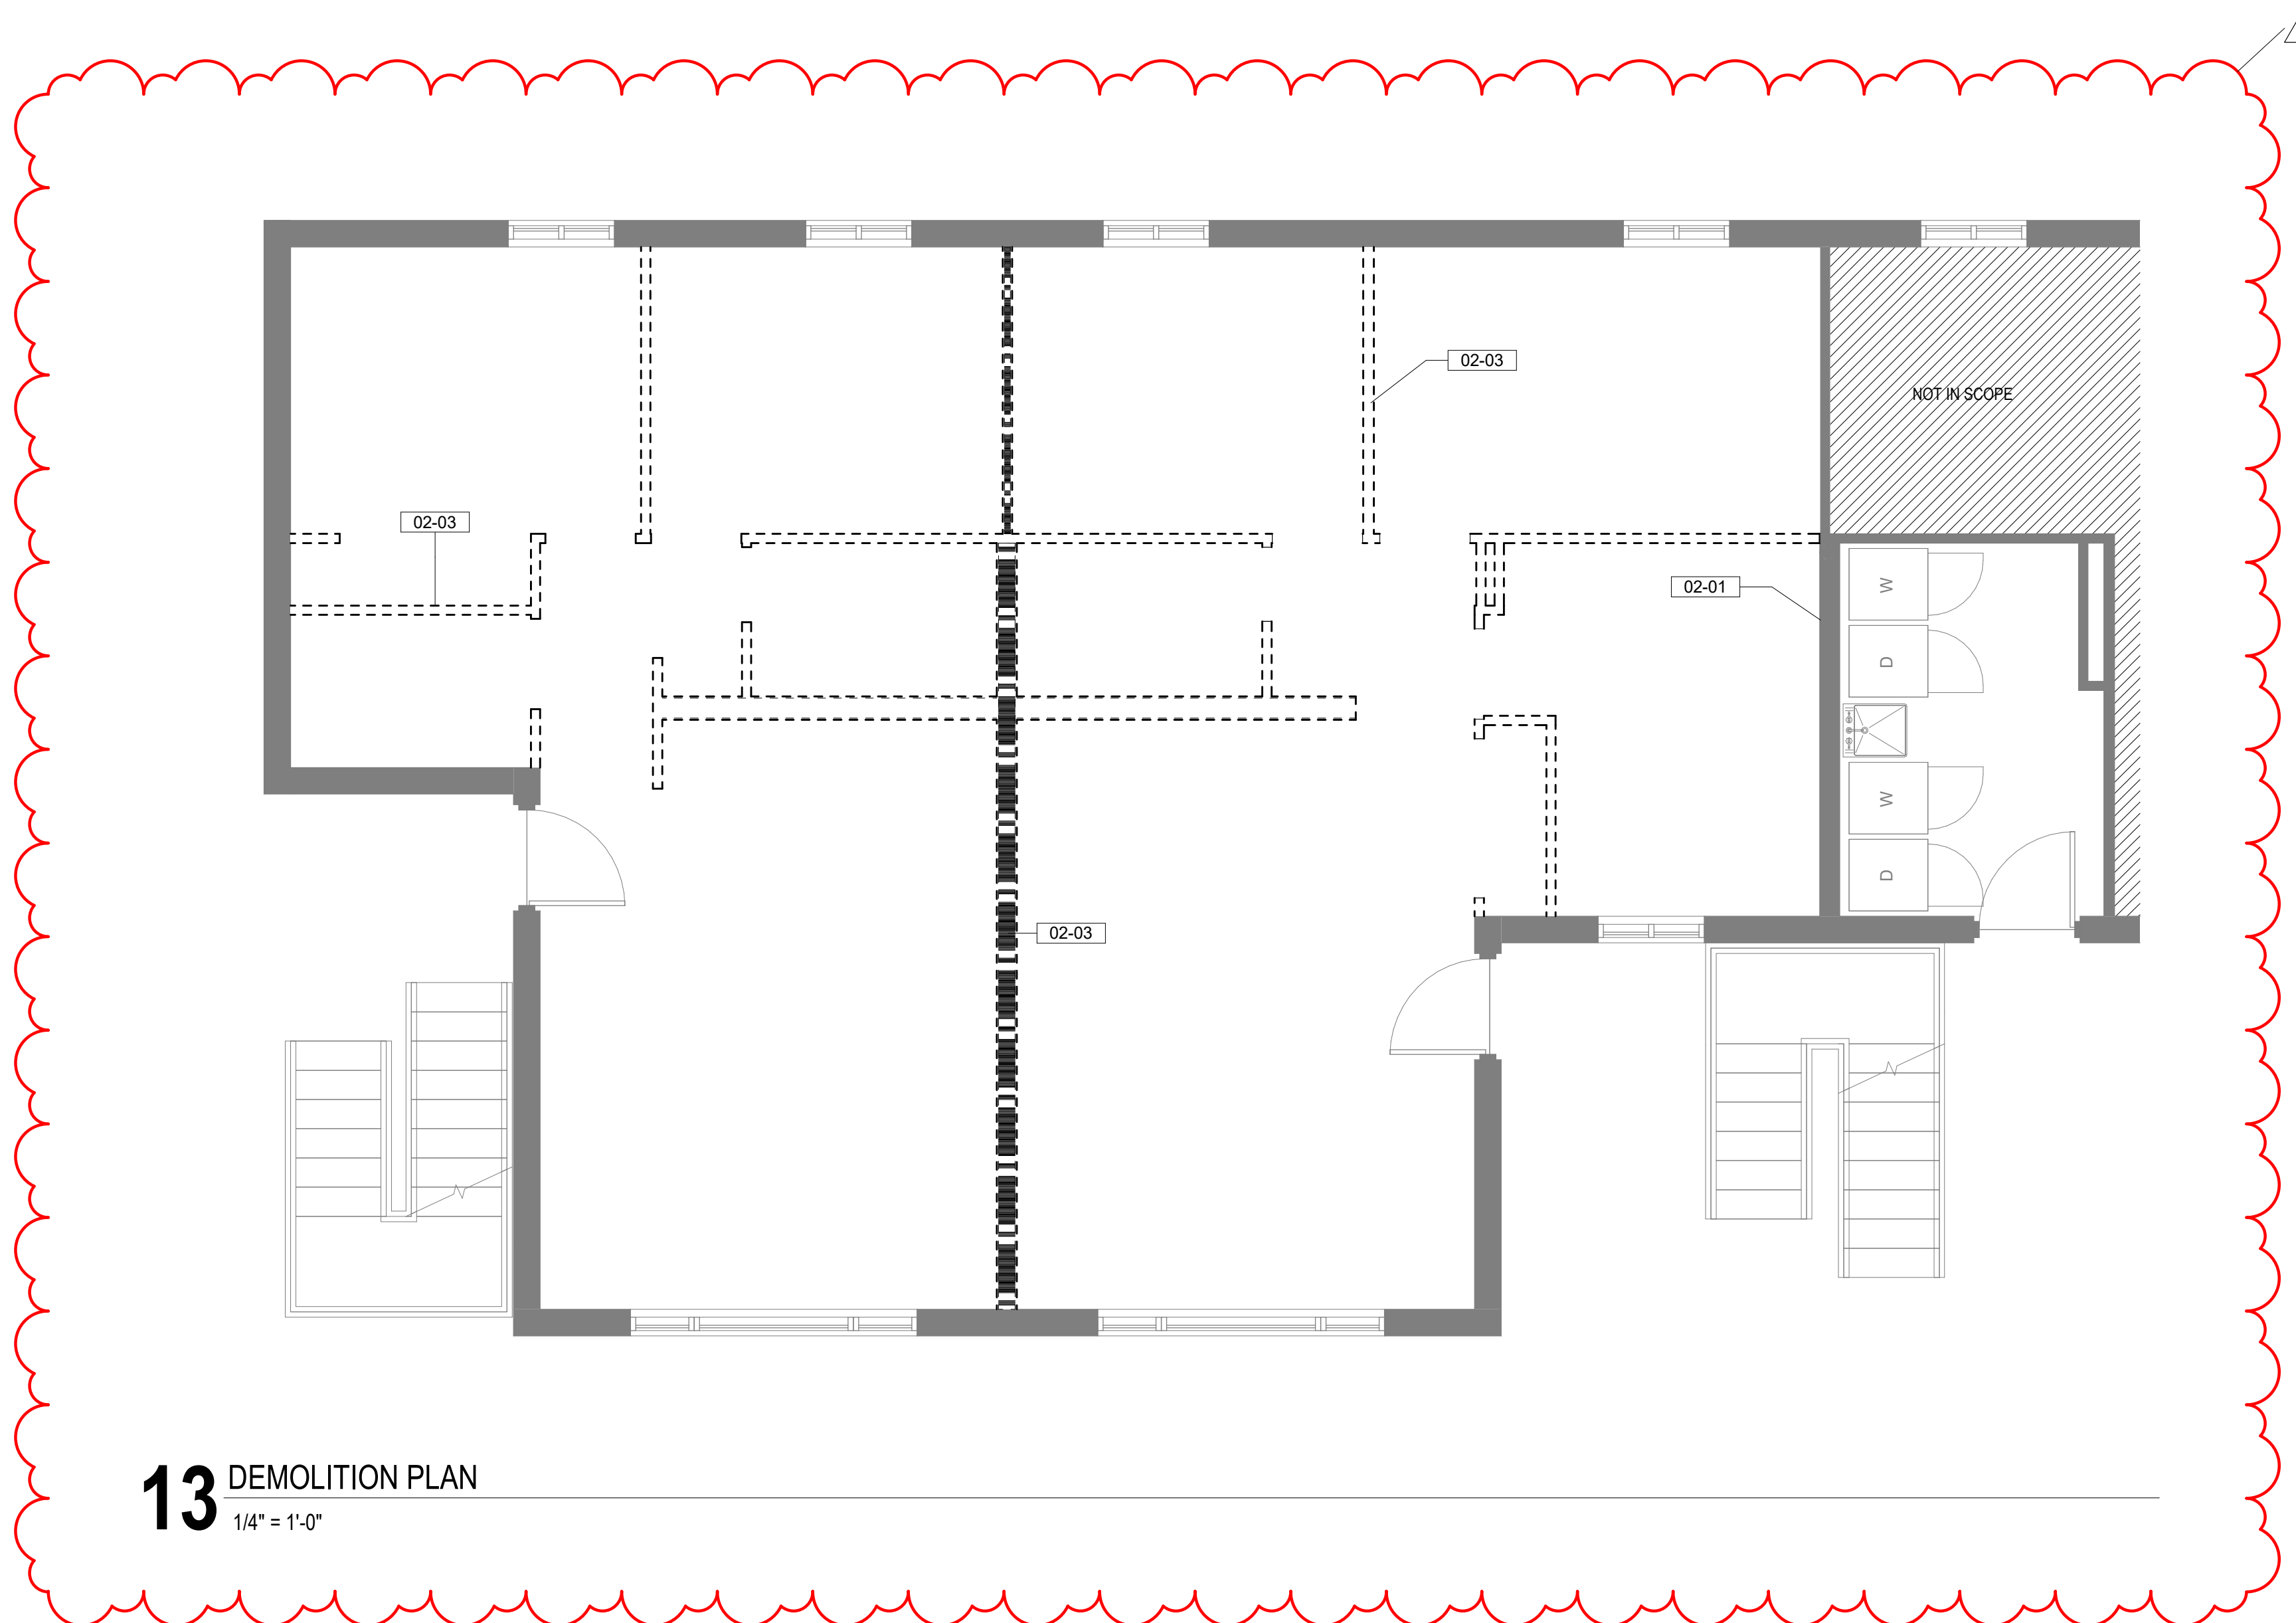 02-03
NOT IN SCOPE
02-03
02-01
W
D
W
D
02-03
13 DEMOLITION PLAN
1/4" = 1'-0"